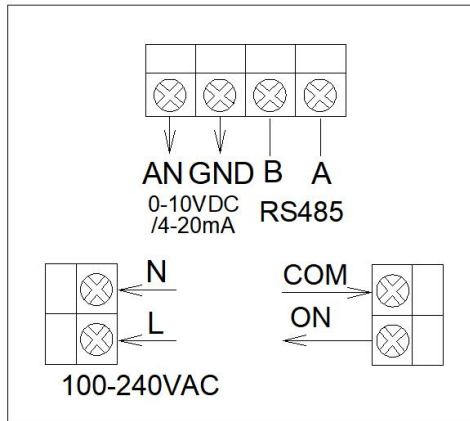 AN GND B A
0-10VDC
/4-20mA
RS485
N
L
100-240VAC
COM
ON